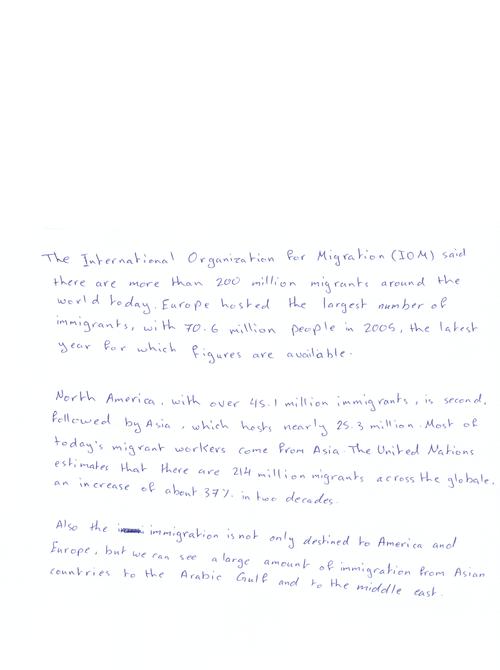 The International Organization for Migration (IOM) said
there are more than 200 million migrants around the
world today. Europe hosted the largest number of
immigrants, with 70.6 million people in 2005, the latest
year for which figures are available.
North America, with over 45.1 million immigrants, is second,
followed by Asia, which hosts nearly 25.3 million. Most of
today's migrant workers come from Asia. The United Nations
estimates that there are 214 million migrants across the globale,
an increase of about 37% in two decades.
Also the immigration is not only destined to America and
Europe, but we can see a large amount of immigration from Asian
countries to the Arabic Gulf and to the middle east.